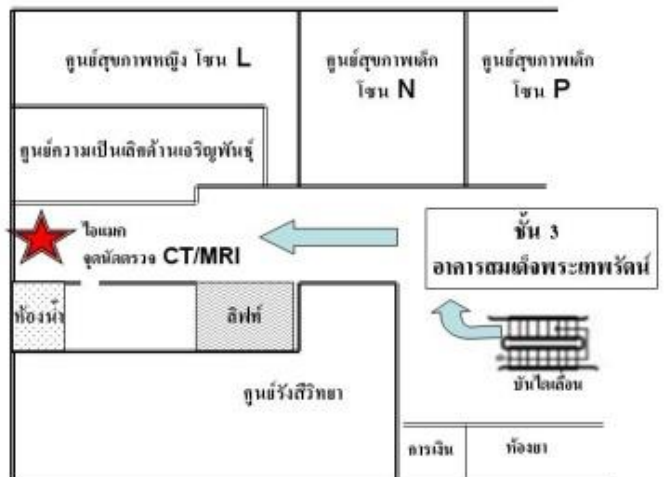 ศูนย์สุขภาพหญิง โซน L
ศูนย์สุขภาพเด็ก
โซน N
ศูนย์สุขภาพเด็ก
โซน P
ศูนย์ความเป็นเลิศด้านเจริญพันธุ์
ไอแมค
จุดนัดตรวจ CT/MRI
ชั้น 3
อาคารสมเด็จพระเทพรัตน์
ห้องน้ำ
ลิฟท์
บันไดเลื่อน
ศูนย์รังสีวิทยา
การเงิน
ห้องยา